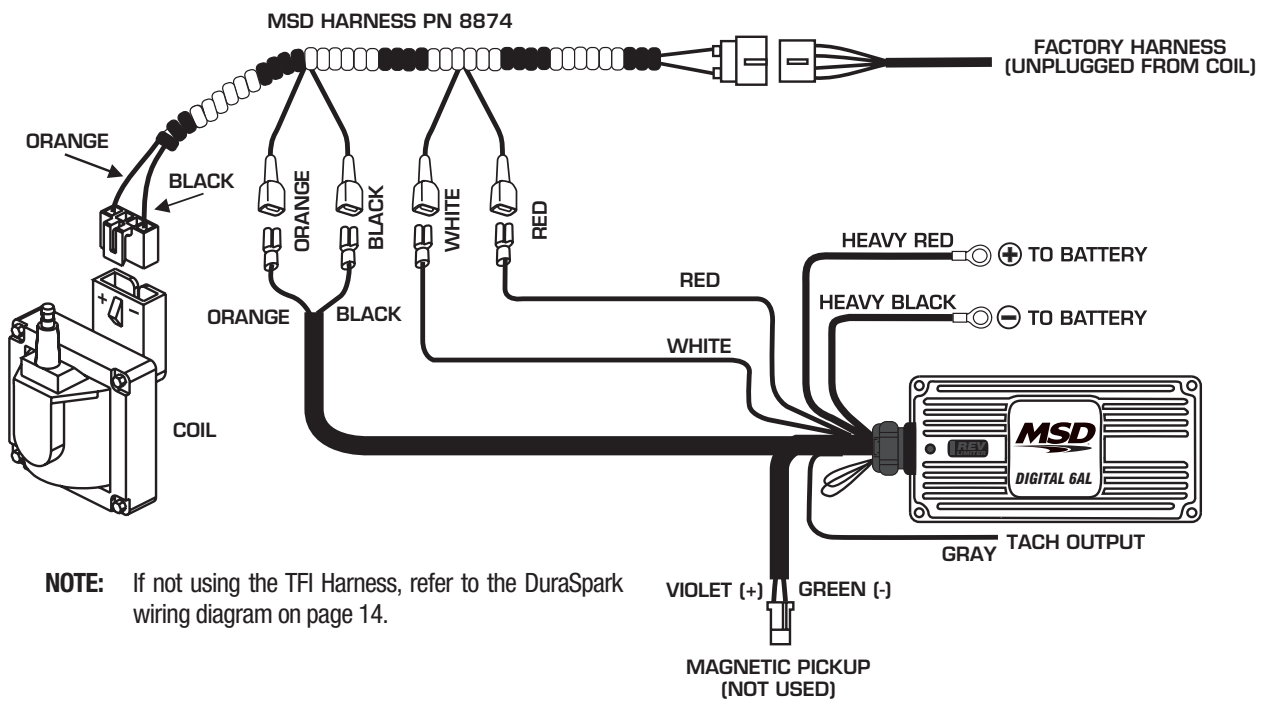 MSD HARNESS PN 8874
FACTORY HARNESS
(UNPLUGGED FROM COIL)
ORANGE
BLACK
ORANGE
BLACK
WHITE
RED
HEAVY RED
+ TO BATTERY
RED
HEAVY BLACK
- TO BATTERY
ORANGE
BLACK
WHITE
+ -
COIL
MSD
REV
LIMITER
DIGITAL 6AL
GRAY
TACH OUTPUT
NOTE: If not using the TFI Harness, refer to the DuraSpark
wiring diagram on page 14.
VIOLET (+)
GREEN (-)
MAGNETIC PICKUP
(NOT USED)